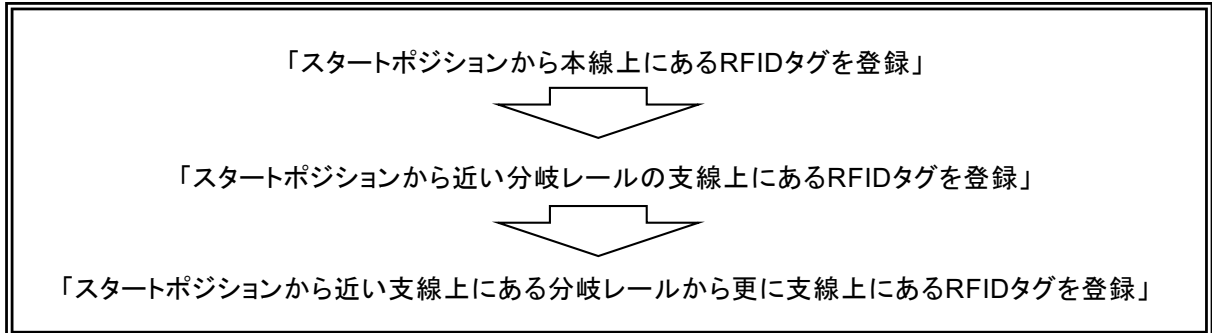 「スタートポジションから本線上にあるRFIDタグを登録」
「スタートポジションから近い分岐レールの支線上にあるRFIDタグを登録」
「スタートポジションから近い支線上にある分岐レールから更に支線上にあるRFIDタグを登録」